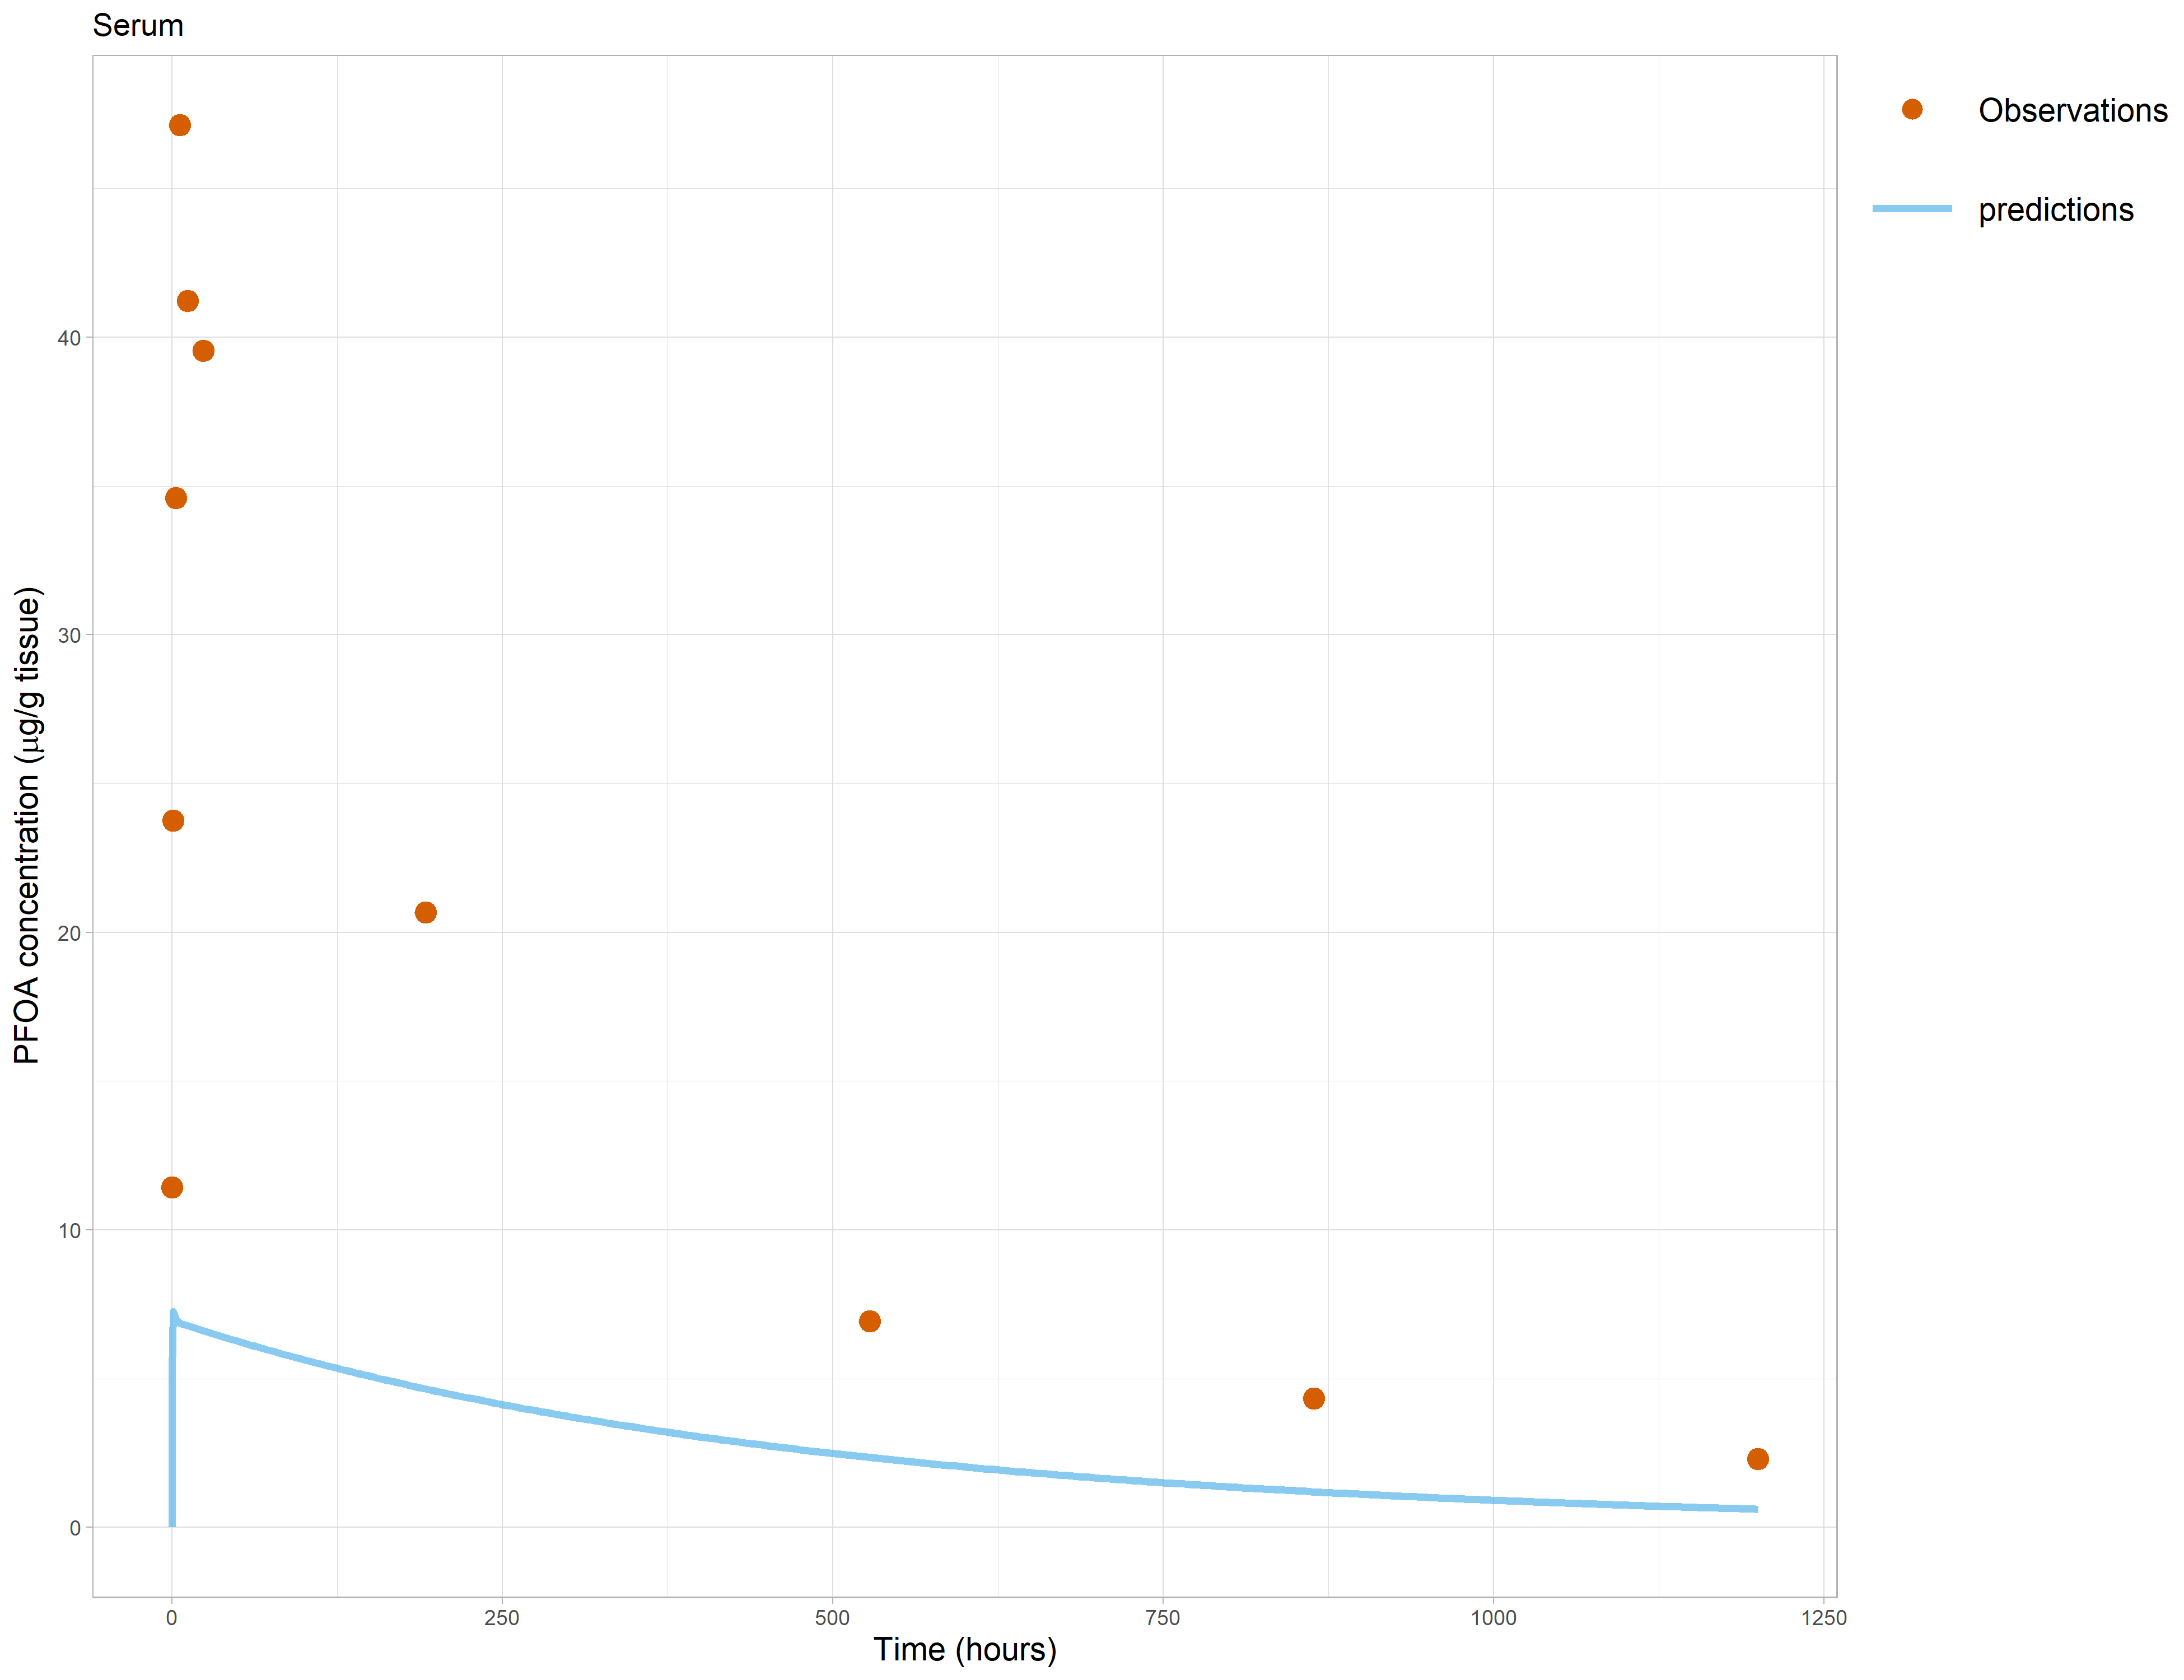 Serum
PFOA concentration (μg/g tissue)
40
30
20
10
0
0
250
500
750
1000
1250
Time (hours)
Observations
predictions